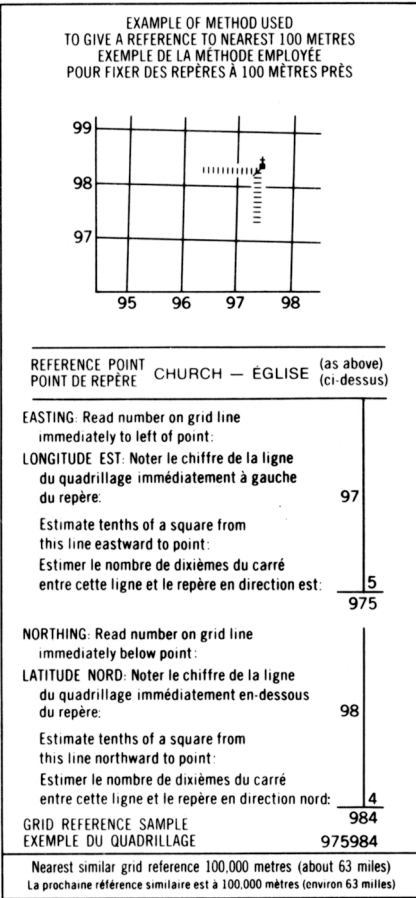 EXAMPLE OF METHOD USED
TO GIVE A REFERENCE TO NEAREST 100 METRES
EXEMPLE DE LA MÉTHODE EMPLOYÉE
POUR FIXER DES REPÈRES À 100 MÈTRES PRÈS
99
98
97
95 96 97 98
REFERENCE POINT CHURCH — ÉGLISE (as above)
POINT DE REPÈRE (ci-dessus)
EASTING: Read number on grid line
immediately to left of point:
LONGITUDE EST: Noter le chiffre de la ligne
du quadrillage immédiatement à gauche
du repère: 97
Estimate tenths of a square from
this line eastward to point:
Estimer le nombre de dixièmes du carré
entre cette ligne et le repère en direction est: 5
975
NORTHING: Read number on grid line
immediately below point:
LATITUDE NORD: Noter le chiffre de la ligne
du quadrillage immédiatement en-dessous
du repère: 98
Estimate tenths of a square from
this line northward to point:
Estimer le nombre de dixièmes du carré
entre cette ligne et le repère en direction nord: 4
984
GRID REFERENCE SAMPLE
EXEMPLE DU QUADRILLAGE 975984
Nearest similar grid reference 100,000 metres (about 63 miles)
La prochaine référence similaire est à 100,000 mètres (environ 63 milles)